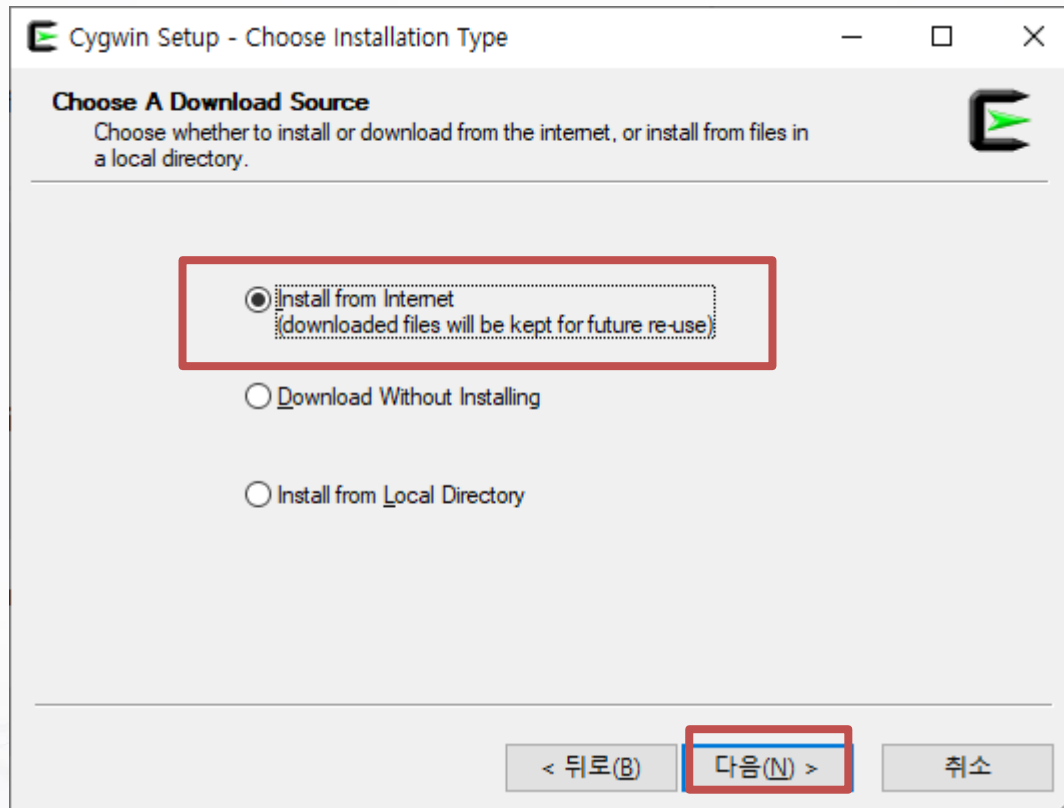 Cygwin Setup - Choose Installation Type
Choose A Download Source
Choose whether to install or download from the internet, or install from files in
a local directory.
Install from Internet
(downloaded files will be kept for future re-use)
Download Without Installing
Install from Local Directory
< 뒤로(B) 다음(N) > 취소